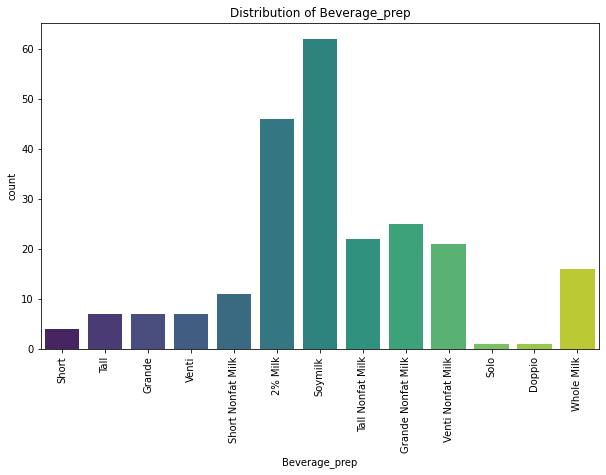 Distribution of Beverage_prep
60
50
40
30
20
10
0
count
Short
Tall
Grande
Venti
Short Nonfat Milk
2% Milk
Soymilk
Tall Nonfat Milk
Grande Nonfat Milk
Venti Nonfat Milk
Solo
Doppio
Whole Milk
Beverage_prep